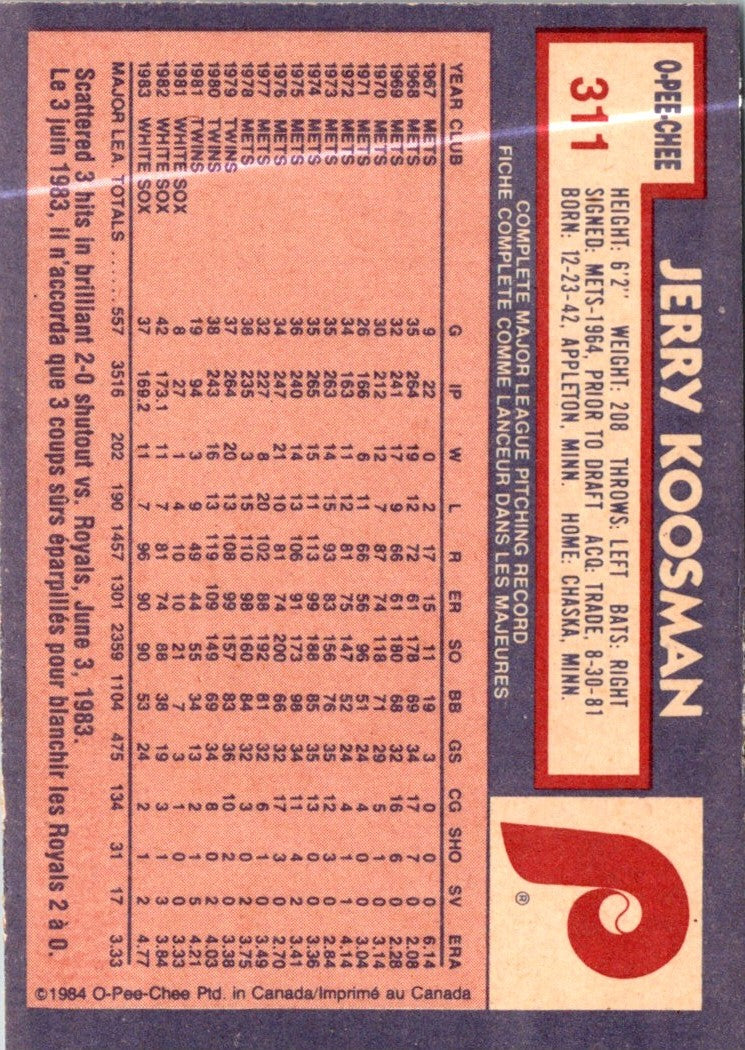 JERRY KOOSMAN
O-PEE-CHEE
311
HEIGHT: 6'2" WEIGHT: 208 THROWS: LEFT BATS: RIGHT
SIGNED: METS-1964, PRIOR TO DRAFT ACQ: TRADE, 8-30-81
BORN: 12-23-42, APPLETON, MINN. HOME: CHASKA, MINN.
P
®
COMPLETE MAJOR LEAGUE PITCHING RECORD
FICHE COMPLÈTE COMME LANCEUR DANS LES MAJEURES
YEAR CLUB G IP W L R ER SO BB GS CG SHO SV ERA
1967 METS 9 22 0 2 17 15 11 19 3 0 0 0 6.14
1968 METS 35 264 19 12 72 61 178 69 34 17 7 0 2.08
1969 METS 32 241 17 9 66 61 180 68 32 16 6 0 2.28
1970 METS 30 212 12 7 87 74 118 71 29 5 1 0 3.14
1971 METS 26 166 6 11 66 56 96 51 24 4 0 0 3.04
1972 METS 34 163 11 12 81 75 147 52 24 4 1 1 4.14
1973 METS 35 263 14 15 93 83 156 76 35 12 3 0 2.84
1974 METS 35 265 15 11 113 99 188 85 35 13 0 0 3.36
1975 METS 36 240 14 13 106 91 173 98 34 11 4 2 3.41
1976 METS 34 247 21 10 81 74 200 66 32 17 3 0 2.70
1977 METS 32 227 8 20 102 88 192 81 32 6 1 0 3.49
1978 METS 38 235 3 15 110 98 160 84 32 3 0 2 3.75
1979 TWINS 37 264 20 13 108 99 157 83 36 10 2 0 3.38
1980 TWINS 38 243 16 13 119 109 149 69 34 8 0 2 4.03
1981 TWINS 19 94 3 9 49 44 55 34 13 2 1 5 4.21
1981 WHITE SOX 8 27 1 4 10 10 21 7 3 1 0 0 3.33
1982 WHITE SOX 42 173.1 11 7 81 74 88 38 19 3 1 3 3.84
1983 WHITE SOX 37 169.2 11 7 96 90 90 53 24 2 1 2 4.77
MAJOR LEA. TOTALS ...... 557 3516 202 190 1457 1301 2359 1104 475 134 31 17 3.33
Scattered 3 hits in brilliant 2-0 shutout vs. Royals, June 3, 1983.
Le 3 juin 1983, il n'accorda que 3 coups sûrs éparpillés pour blanchir les Royals 2 à 0.
©1984 O-Pee-Chee Ptd. in Canada/Imprimé au Canada